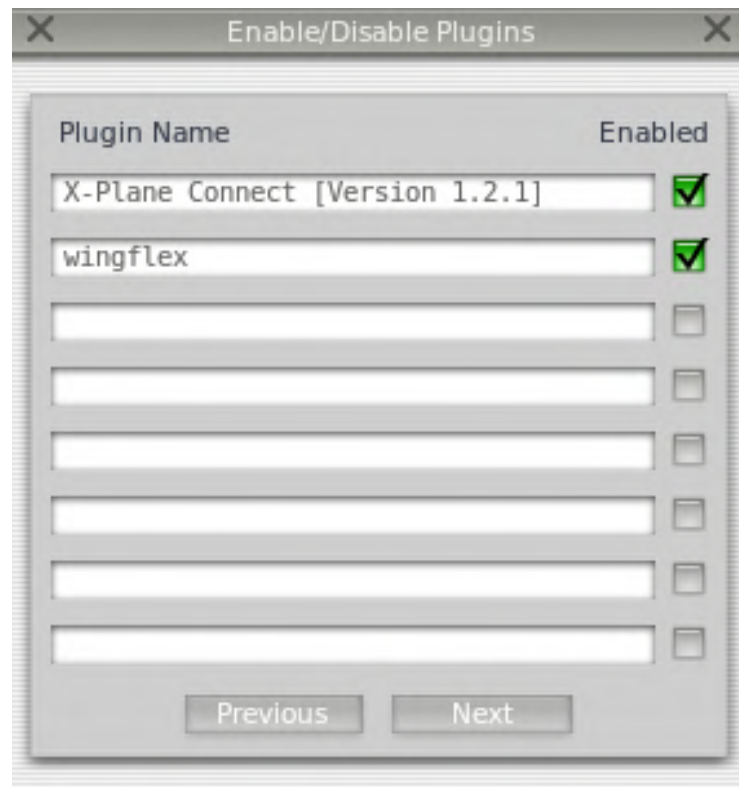 Enable/Disable Plugins
Plugin Name Enabled
X-Plane Connect [Version 1.2.1]
wingflex
Previous Next